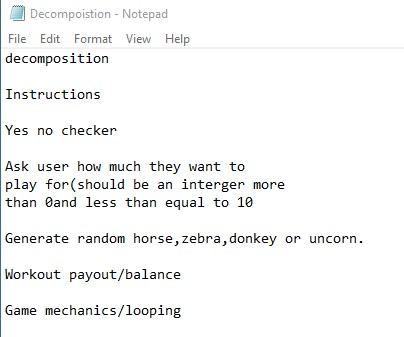 Decompoistion - Notepad
File Edit Format View Help
decomposition
Instructions
Yes no checker
Ask user how much they want to
play for(should be an interger more
than 0and less than equal to 10
Generate random horse,zebra,donkey or uncorn.
Workout payout/balance
Game mechanics/looping